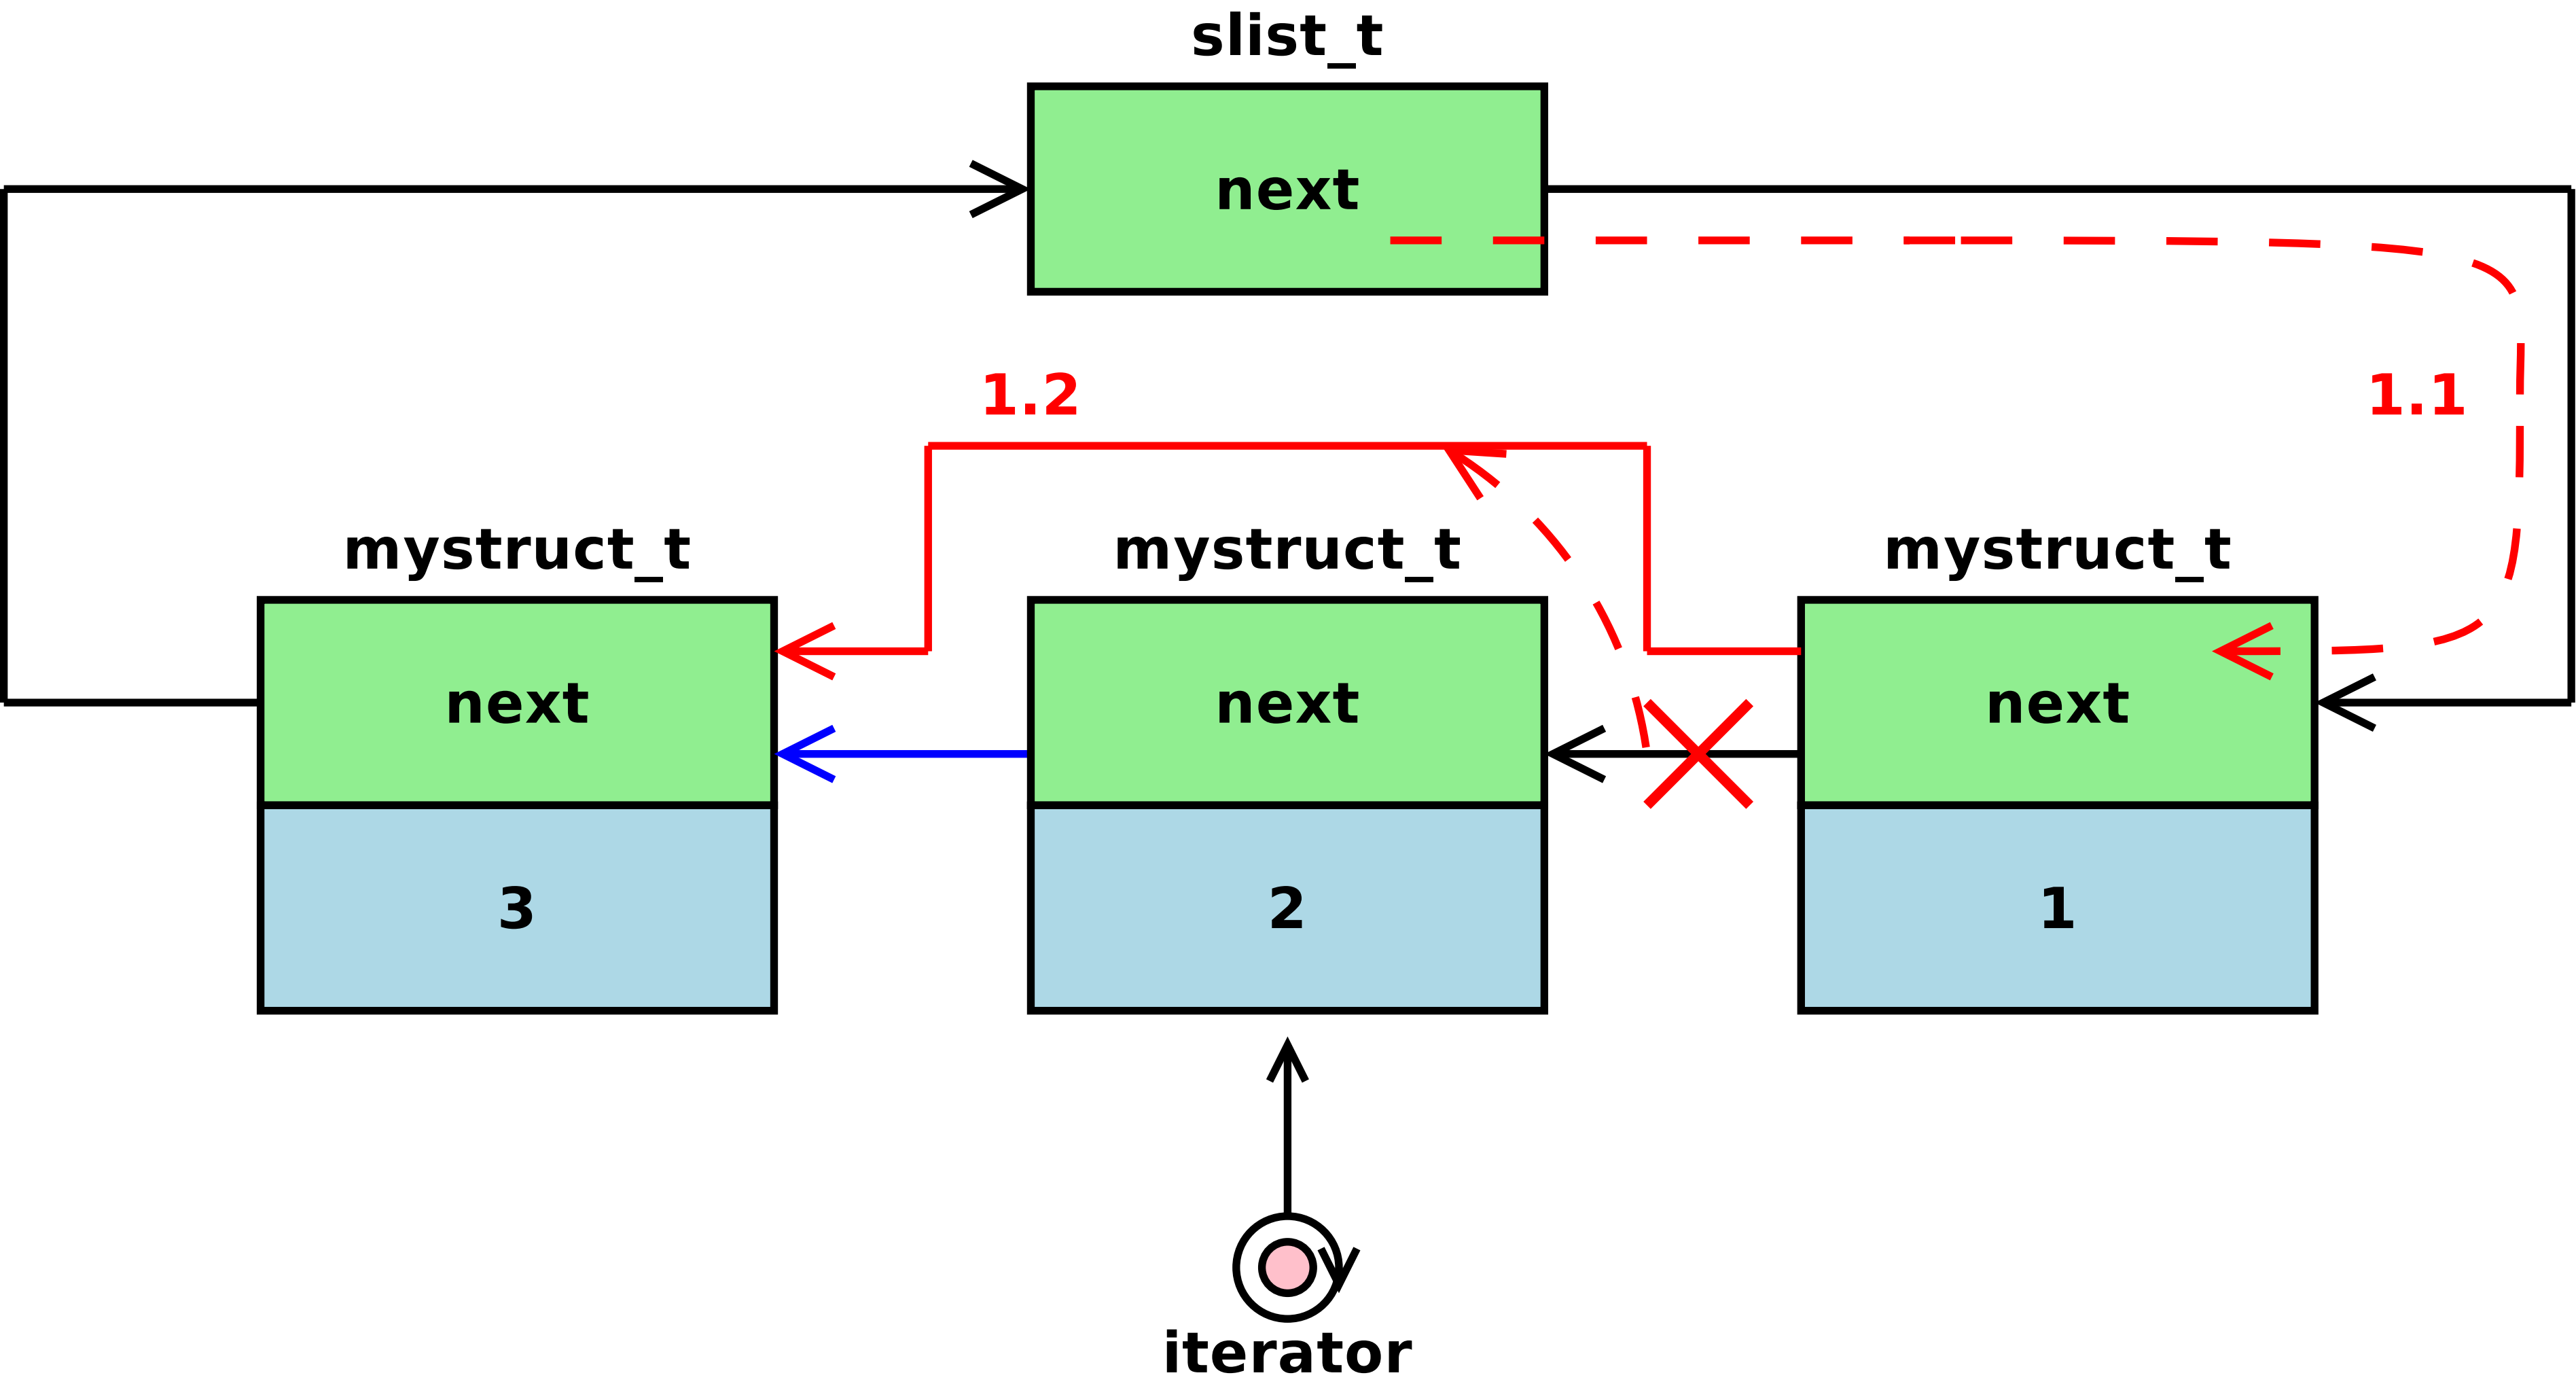 slist_t
next
1.2
1.1
mystruct_t
mystruct_t
mystruct_t
next
next
next
3
2
1
iterator